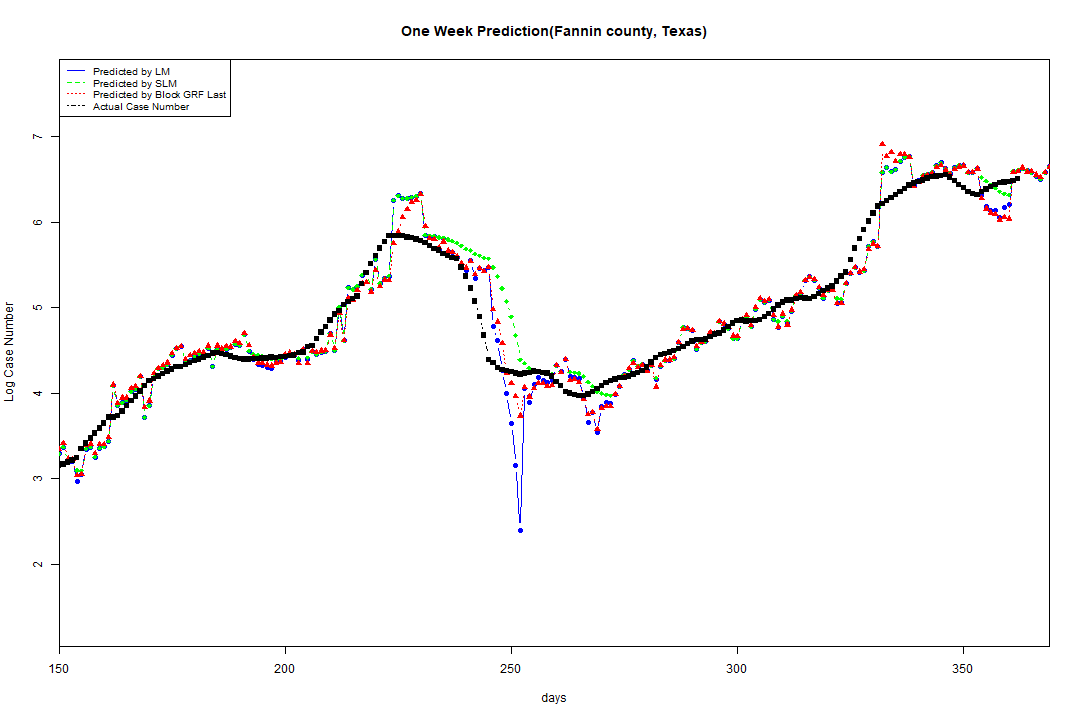 One Week Prediction(Fannin county, Texas)
Predicted by LM
Predicted by SLM
Predicted by Block GRF Last
Actual Case Number
7
6
5
4
3
2
Log Case Number
150 200 250 300 350
days